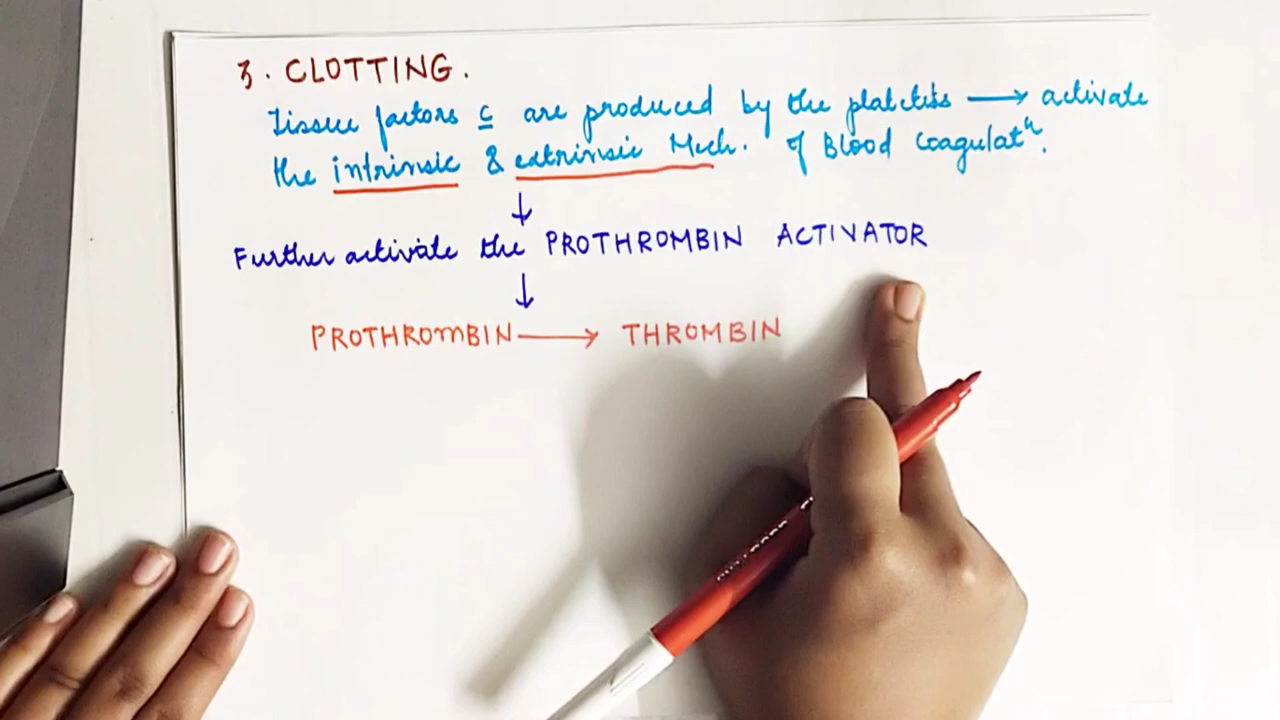 3. CLOTTING.
Tissue factors c are produced by the platelets → activate
the intrinsic & extrinsic Mech. of Blood coagulatⁿ.
↓
Further activate the PROTHROMBIN ACTIVATOR
↓
PROTHROMBIN → THROMBIN